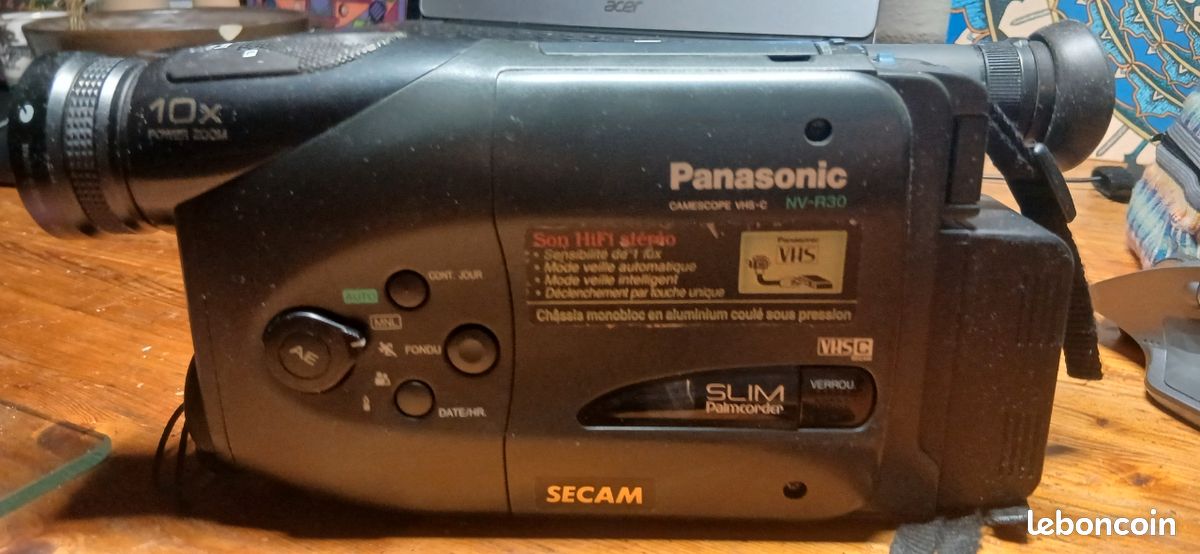 acer
10x
POWER ZOOM
Panasonic
CAMESCOPE VHS-C NV-R30
Son HiFi stéréo
• Sensibilité de 1 lux
• Mode veille automatique
• Mode veille intelligent
• Déclenchement par touche unique
Panasonic
VHS
Châssis monobloc en aluminium coulé sous pression
CONT. JOUR
AUTO
MNL
AE
FONDU
DATE/HR.
VHS C
SLIM
Palmcorder
VERROU.
SECAM
leboncoin